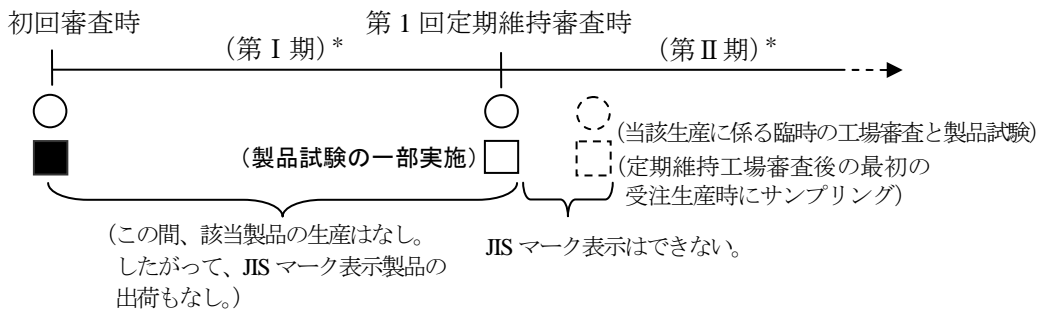 初回審査時
第1回定期維持審査時
(第Ⅰ期)*
(第Ⅱ期)*
(当該生産に係る臨時の工場審査と製品試験)
(製品試験の一部実施)
(定期維持工場審査後の最初の
受注生産時にサンプリング)
(この間、該当製品の生産はなし。
したがって、JISマーク表示製品の
出荷もなし。)
JISマーク表示はできない。